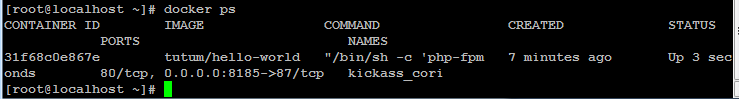 [root@localhost ~]# docker ps
CONTAINER ID        IMAGE               COMMAND                CREATED             STATUS
             PORTS                          NAMES
31f68c0e867e        tutum/hello-world   "/bin/sh -c 'php-fpm   7 minutes ago       Up 3 sec
onds         80/tcp, 0.0.0.0:8185->87/tcp   kickass_cori
[root@localhost ~]#